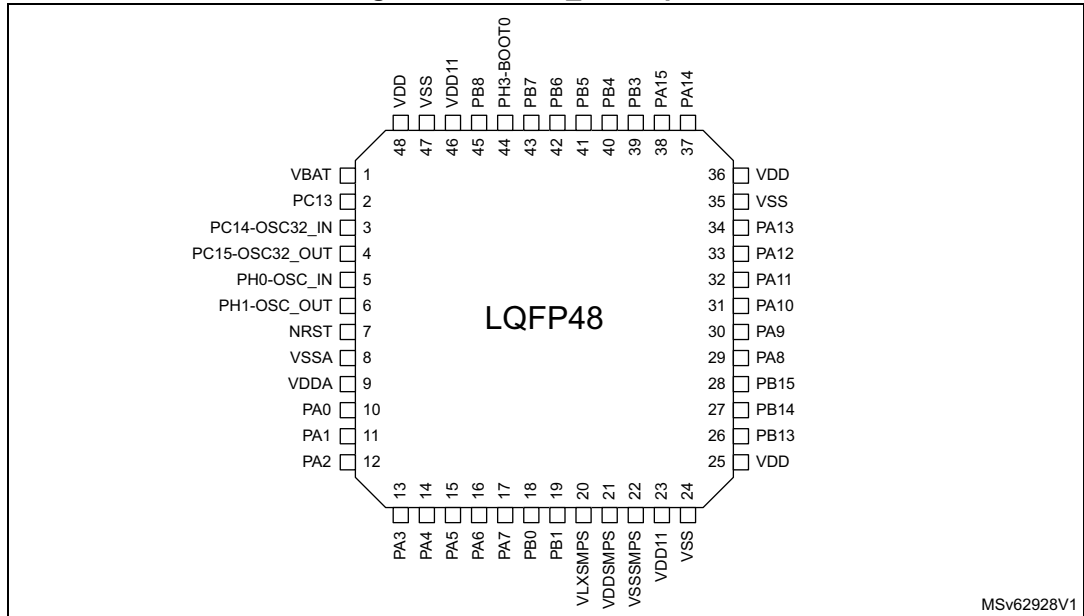 VDD
VSS
VDD11
PB8
PH3-BOOT0
PB7
PB6
PB5
PB4
PB3
PA15
PA14
48
47
46
45
44
43
42
41
40
39
38
37
VBAT 1
PC13 2
PC14-OSC32_IN 3
PC15-OSC32_OUT 4
PH0-OSC_IN 5
PH1-OSC_OUT 6
NRST 7
VSSA 8
VDDA 9
PA0 10
PA1 11
PA2 12
LQFP48
36 VDD
35 VSS
34 PA13
33 PA12
32 PA11
31 PA10
30 PA9
29 PA8
28 PB15
27 PB14
26 PB13
25 VDD
13
14
15
16
17
18
19
20
21
22
23
24
PA3
PA4
PA5
PA6
PA7
PB0
PB1
VLXSMPS
VDDSMPS
VSSSMPS
VDD11
VSS
MSv62928V1